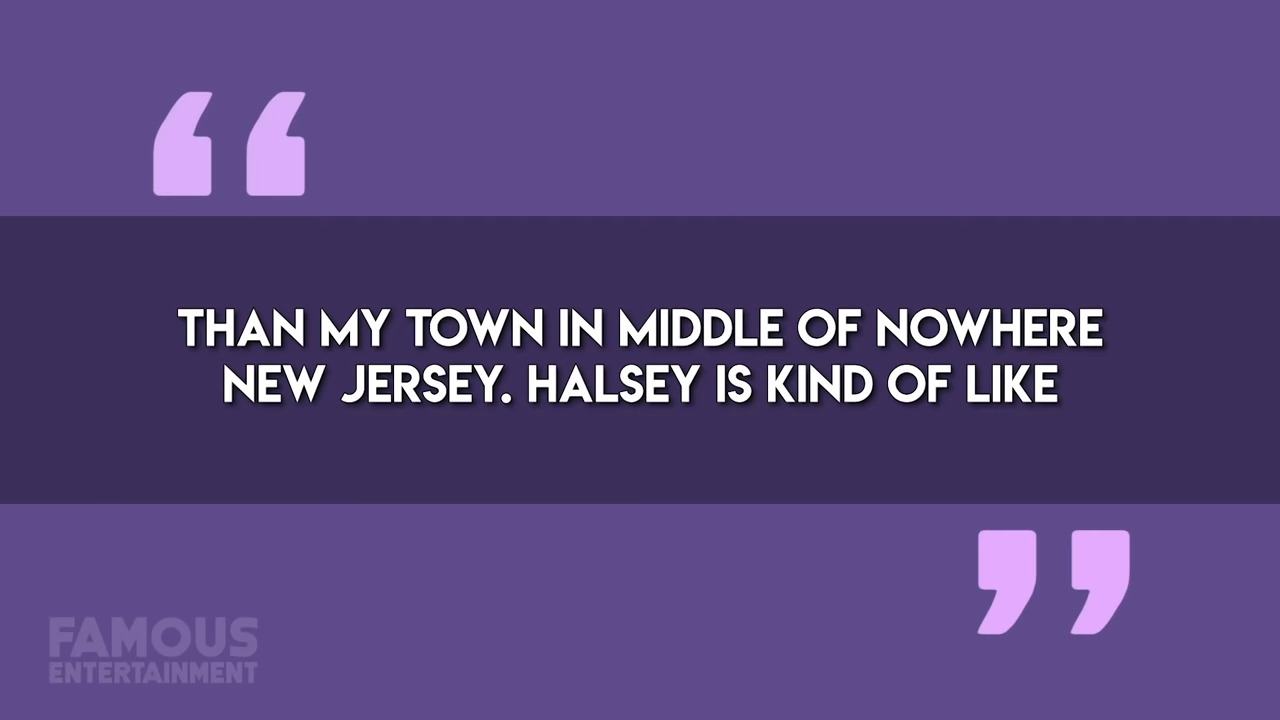 “
THAN MY TOWN IN MIDDLE OF NOWHERE
NEW JERSEY. HALSEY IS KIND OF LIKE
”
FAMOUS
ENTERTAINMENT